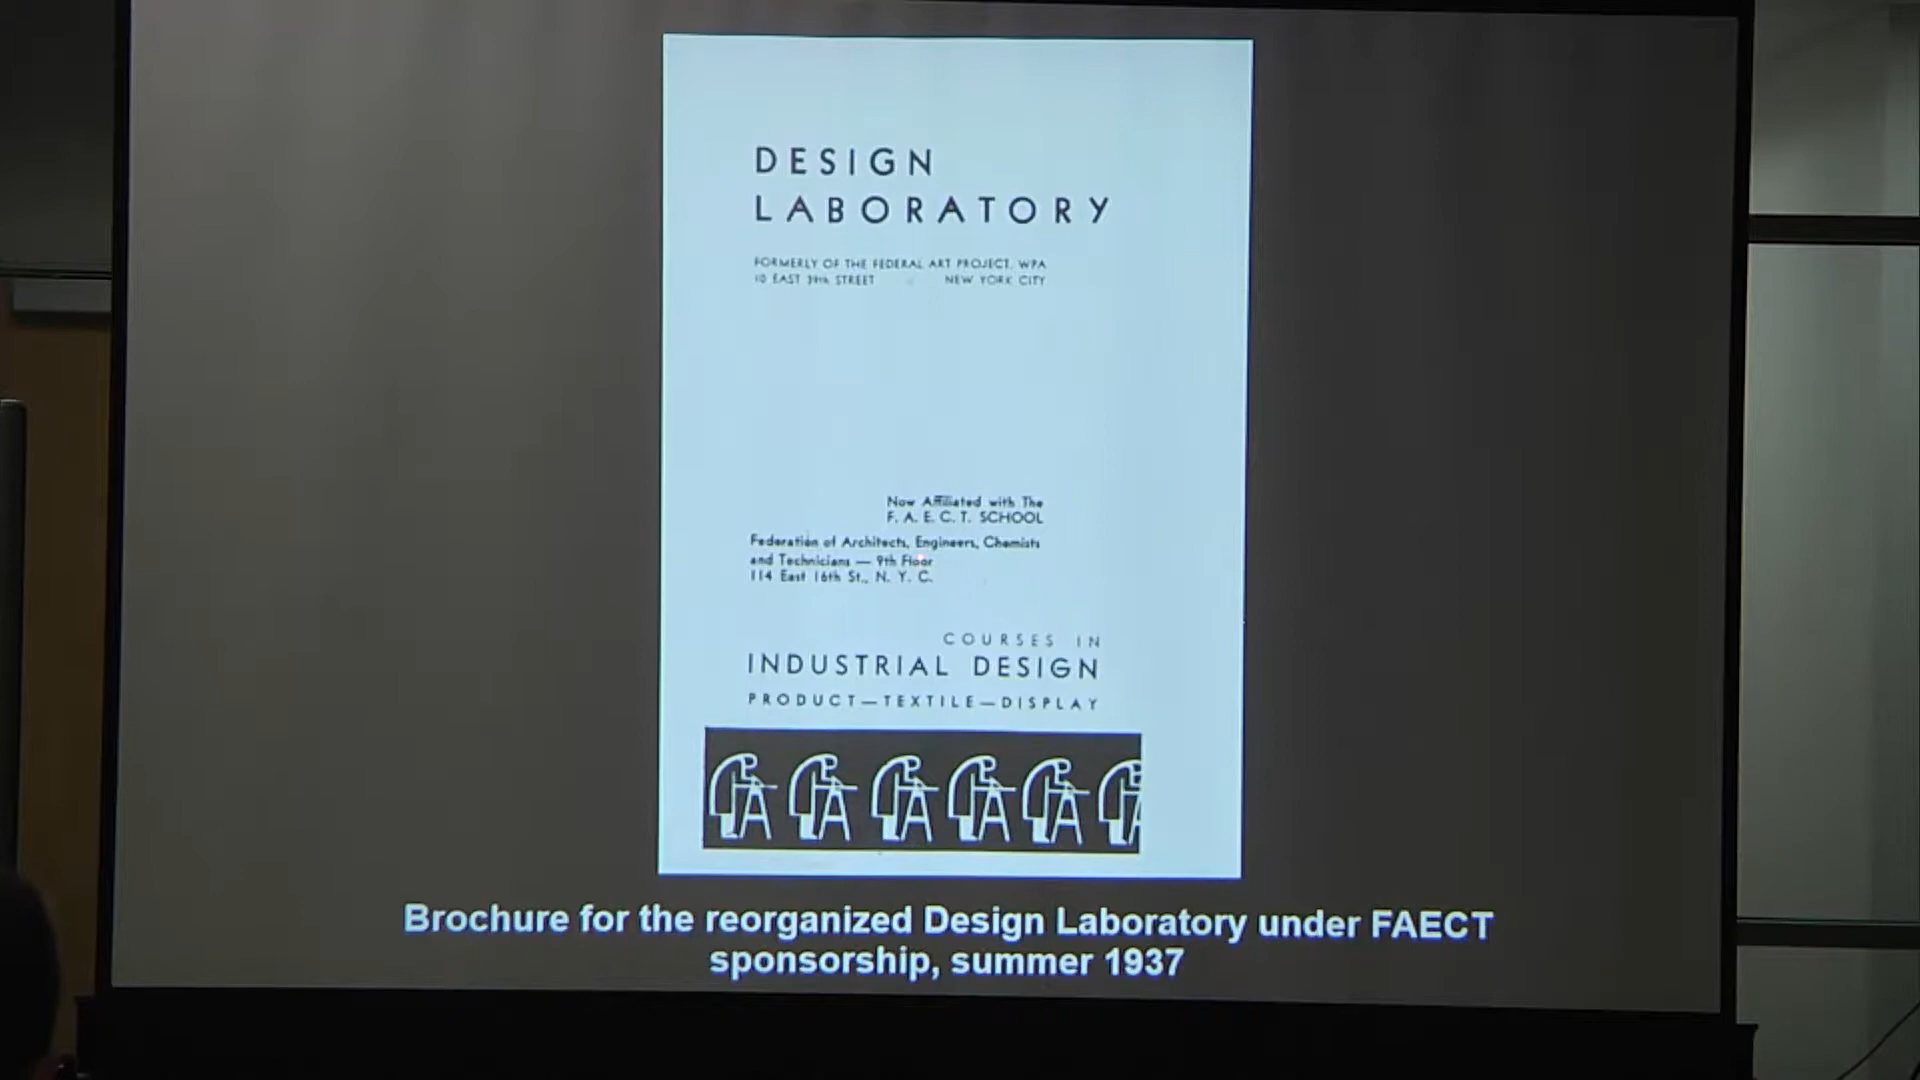 DESIGN
LABORATORY
FORMERLY OF THE FEDERAL ART PROJECT, WPA
10 EAST 39th STREET NEW YORK CITY
Now Affiliated with The
F. A. E. C. T. SCHOOL
Federation of Architects, Engineers, Chemists
and Technicians — 9th Floor
114 East 16th St., N. Y. C.
COURSES IN
INDUSTRIAL DESIGN
PRODUCT—TEXTILE—DISPLAY
Brochure for the reorganized Design Laboratory under FAECT
sponsorship, summer 1937